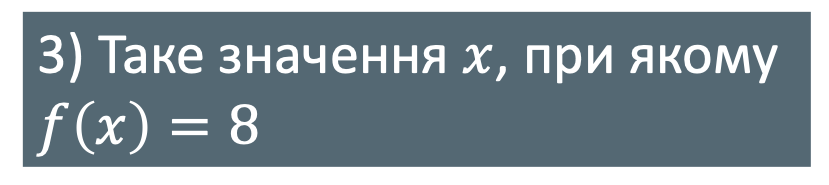 3) Таке значення x, при якому
f(x) = 8